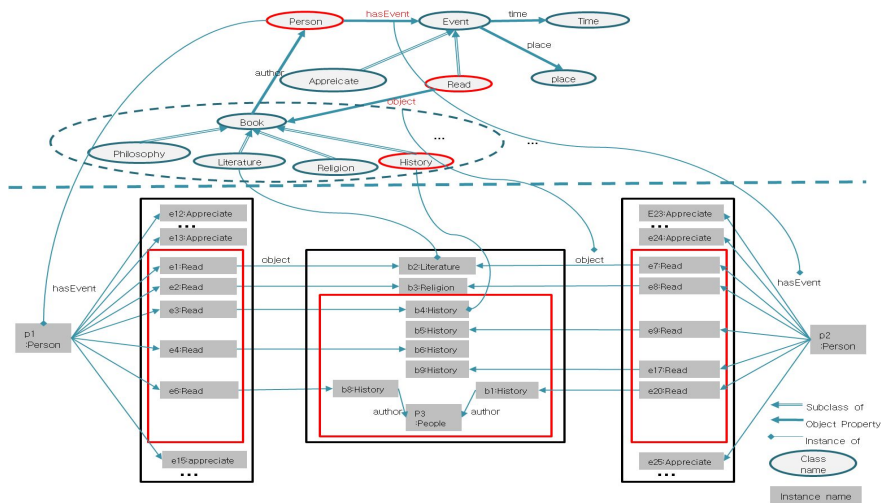 Person
hasEvent
Event
time
Time
place
place
author
Appreicate
Read
object
Book
...
...
Philosophy
Literature
Religion
History
e12:Appreciate
...
e13:Appreciate
e1:Read
object
e2:Read
hasEvent
e3:Read
p1
:Person
e4:Read
e6:Read
e15:appreciate
...
b2:Literature
b3:Religion
b4:History
b5:History
b6:History
b9:History
b8:History
b1:History
author
P3
:People
author
E23:Appreciate
...
e24:Appreciate
object
e7:Read
e8:Read
hasEvent
e9:Read
p2
:Person
e17:Read
e20:Read
e25:Appreciate
...
Subclass of
Object Property
Instance of
Class
name
Instance name